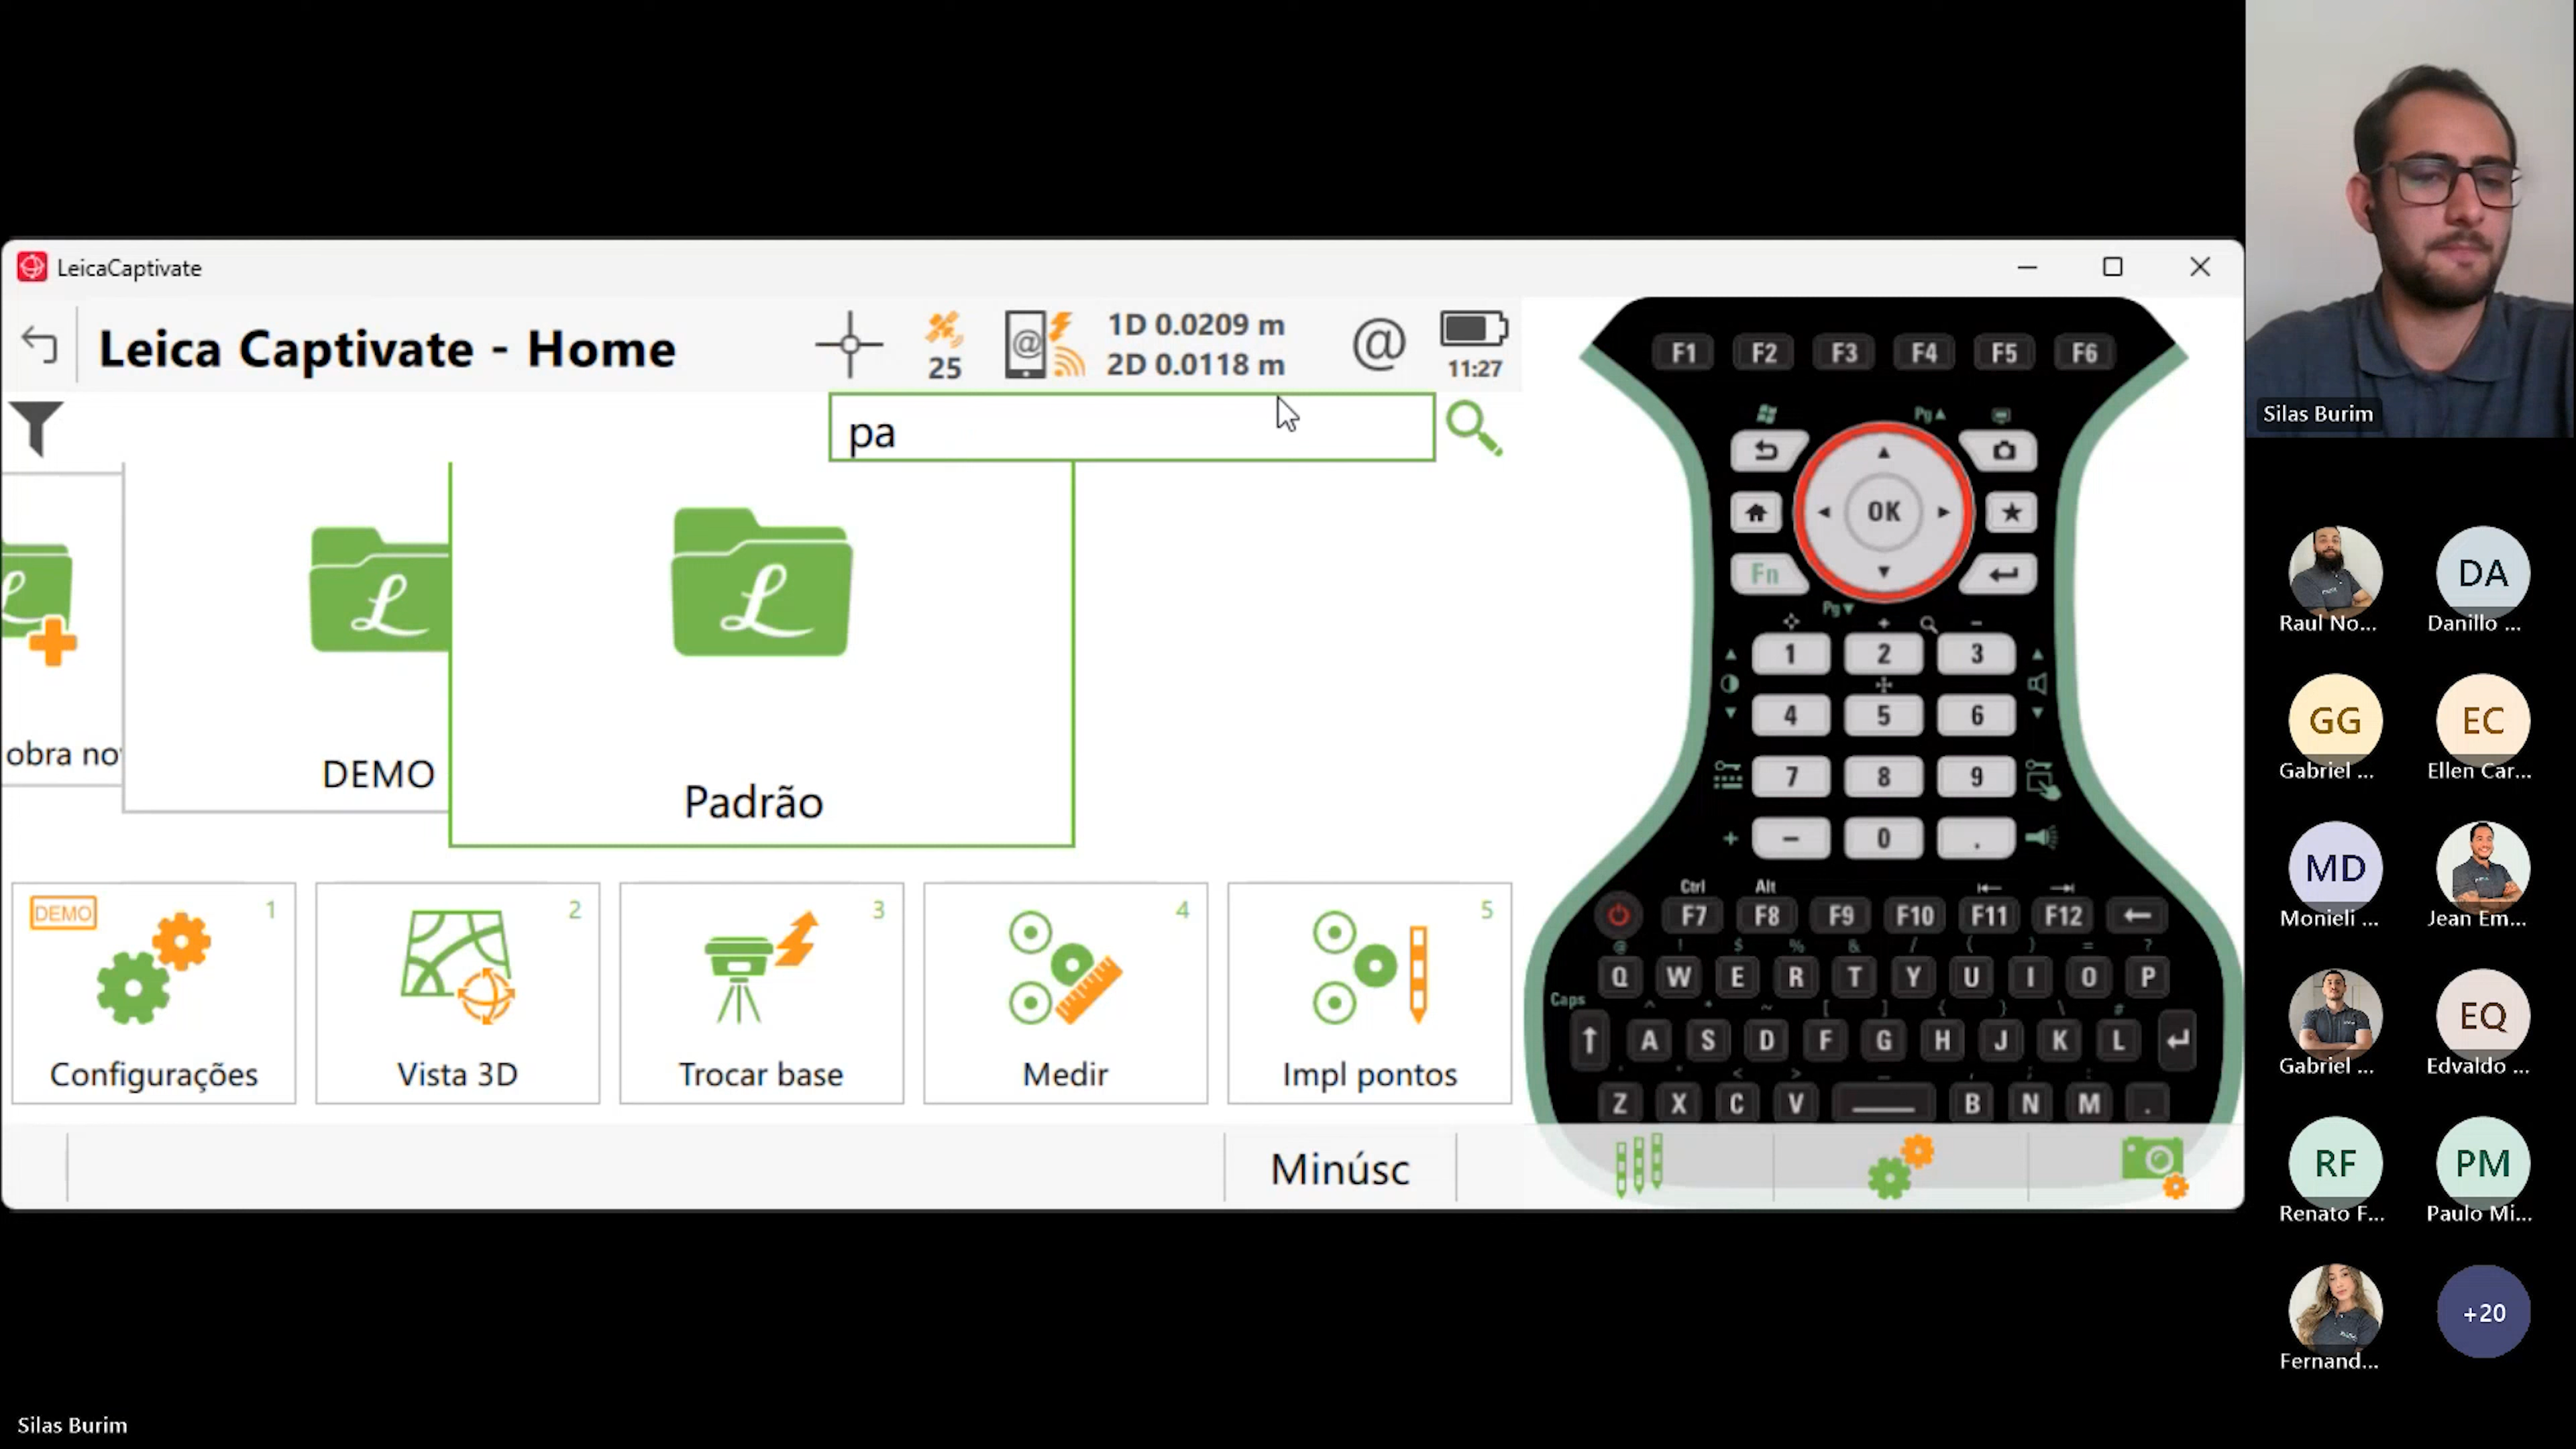 LeicaCaptivate
Leica Captivate - Home
25
@
1D 0.0209 m
2D 0.0118 m
@
11:27
pa
obra no
DEMO
Padrão
DEMO
1
Configurações
2
Vista 3D
3
Trocar base
4
Medir
5
Impl pontos
Minúsc
F1 F2 F3 F4 F5 F6
Pg
OK
Fn
Pg
1 2 3
4 5 6
7 8 9
- 0 .
Ctrl Alt
F7 F8 F9 F10 F11 F12
@ ! $ % & / ( ) = ?
Q W E R T Y U I O P
Caps
A S D F G H J K L
Z X C V B N M .
Silas Burim
Raul No...
DA
Danillo ...
GG
Gabriel ...
EC
Ellen Car...
MD
Monieli ...
Jean Em...
Gabriel ...
EQ
Edvaldo ...
RF
Renato F...
PM
Paulo Mi...
Fernand...
+20
Silas Burim